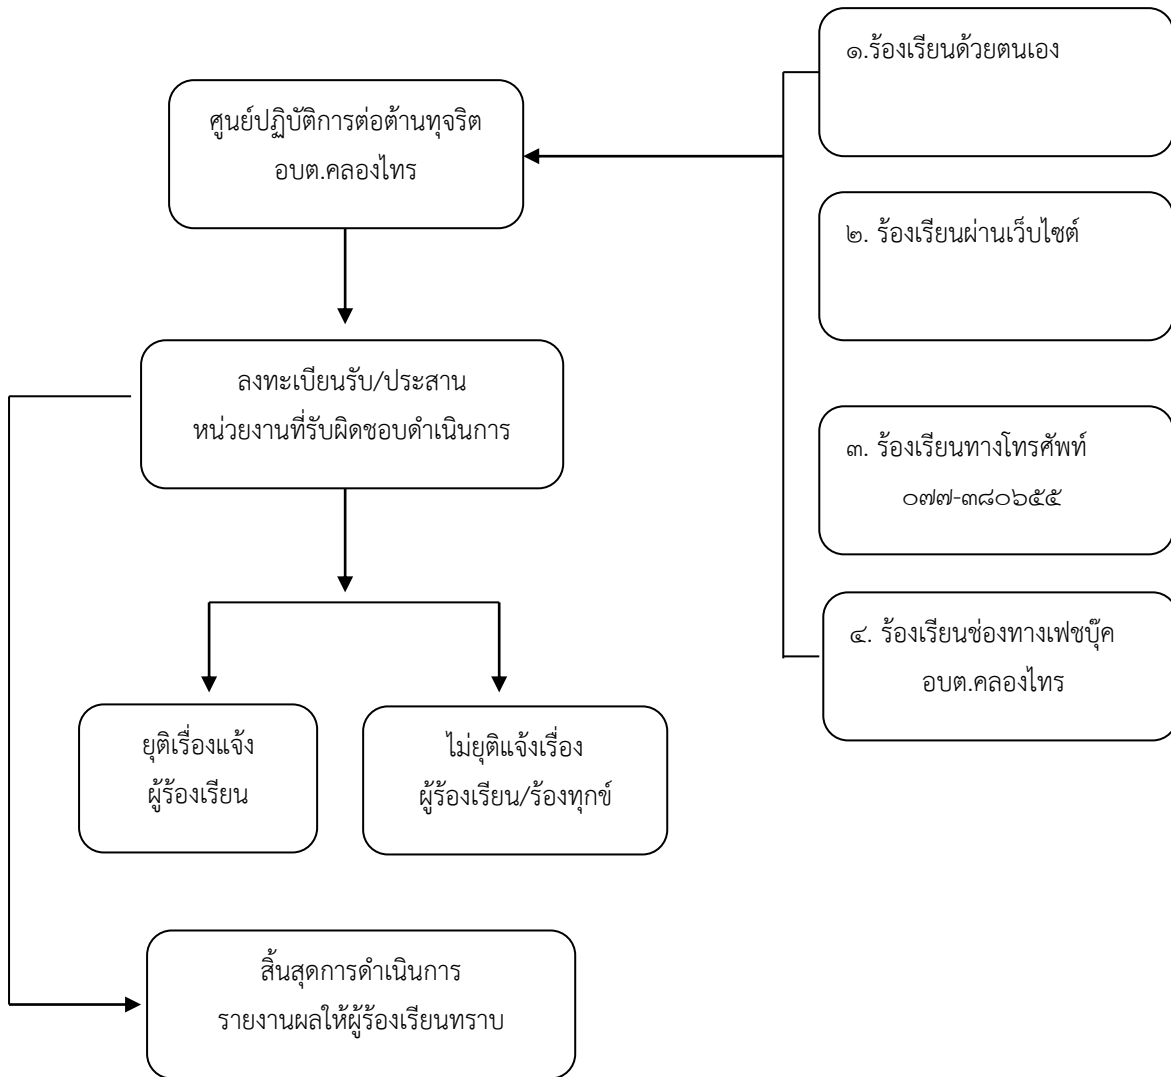 ๑.ร้องเรียนด้วยตนเอง
ศูนย์ปฏิบัติการต่อต้านทุจริต
อบต.คลองไทร
๒. ร้องเรียนผ่านเว็บไซต์
ลงทะเบียนรับ/ประสาน
หน่วยงานที่รับผิดชอบดำเนินการ
๓. ร้องเรียนทางโทรศัพท์
๐๗๗-๓๘๐๖๕๕
๔. ร้องเรียนช่องทางเฟซบุ๊ค
อบต.คลองไทร
ยุติเรื่องแจ้ง
ผู้ร้องเรียน
ไม่ยุติแจ้งเรื่อง
ผู้ร้องเรียน/ร้องทุกข์
สิ้นสุดการดำเนินการ
รายงานผลให้ผู้ร้องเรียนทราบ